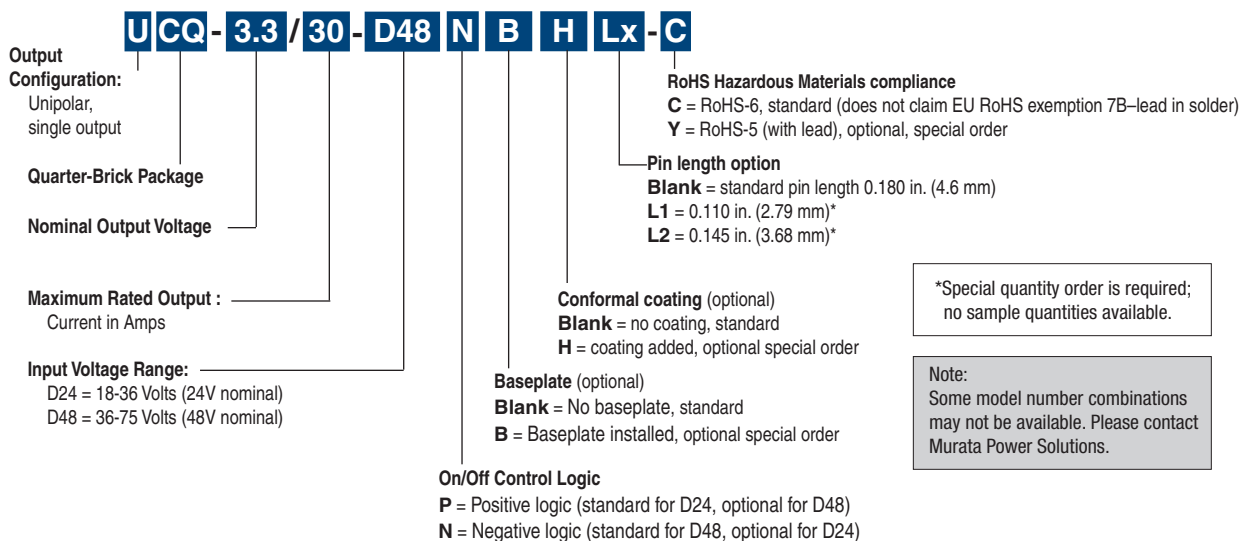 UCQ-3.3/30-D48NBHLx-C
Output
Configuration:
Unipolar,
single output
Quarter-Brick Package
Nominal Output Voltage
Maximum Rated Output :
Current in Amps
Input Voltage Range:
D24 = 18-36 Volts (24V nominal)
D48 = 36-75 Volts (48V nominal)
RoHS Hazardous Materials compliance
C = RoHS-6, standard (does not claim EU RoHS exemption 7B–lead in solder)
Y = RoHS-5 (with lead), optional, special order
Pin length option
Blank = standard pin length 0.180 in. (4.6 mm)
L1 = 0.110 in. (2.79 mm)*
L2 = 0.145 in. (3.68 mm)*
Conformal coating (optional)
Blank = no coating, standard
H = coating added, optional special order
Baseplate (optional)
Blank = No baseplate, standard
B = Baseplate installed, optional special order
On/Off Control Logic
P = Positive logic (standard for D24, optional for D48)
N = Negative logic (standard for D48, optional for D24)
*Special quantity order is required;
no sample quantities available.
Note:
Some model number combinations
may not be available. Please contact
Murata Power Solutions.